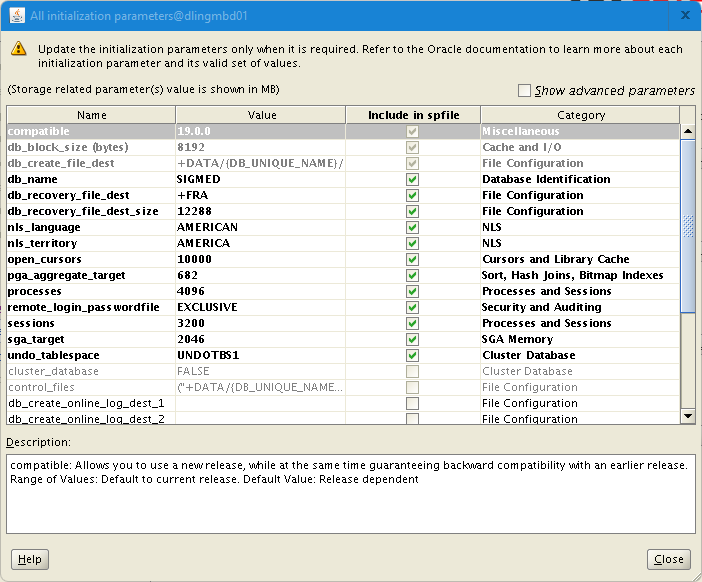 All initialization parameters@dlingmbd01
Update the initialization parameters only when it is required. Refer to the Oracle documentation to learn more about each
initialization parameter and its valid set of values.
(Storage related parameter(s) value is shown in MB)
Show advanced parameters
Name Value Include in spfile Category
compatible 19.0.0 Miscellaneous
db_block_size (bytes) 8192 Cache and I/O
db_create_file_dest +DATA/{DB_UNIQUE_NAME}/ File Configuration
db_name SIGMED Database Identification
db_recovery_file_dest +FRA File Configuration
db_recovery_file_dest_size 12288 File Configuration
nls_language AMERICAN NLS
nls_territory AMERICA NLS
open_cursors 10000 Cursors and Library Cache
pga_aggregate_target 682 Sort, Hash Joins, Bitmap Indexes
processes 4096 Processes and Sessions
remote_login_passwordfile EXCLUSIVE Security and Auditing
sessions 3200 Processes and Sessions
sga_target 2046 SGA Memory
undo_tablespace UNDOTBS1 Cluster Database
cluster_database FALSE Cluster Database
control_files ("+DATA/{DB_UNIQUE_NAME... File Configuration
db_create_online_log_dest_1 File Configuration
db_create_online_log_dest_2 File Configuration
Description:
compatible: Allows you to use a new release, while at the same time guaranteeing backward compatibility with an earlier release.
Range of Values: Default to current release. Default Value: Release dependent
Help Close